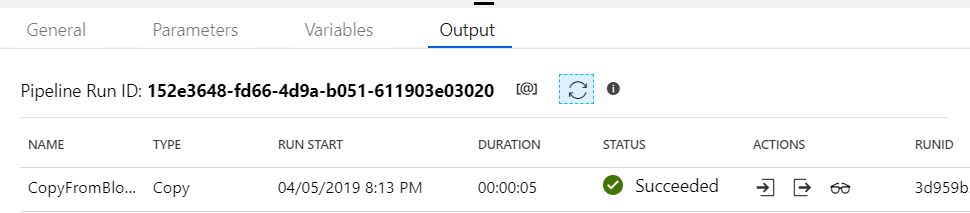 General Parameters Variables Output
Pipeline Run ID: 152e3648-fd66-4d9a-b051-611903e03020 [@]
NAME TYPE RUN START DURATION STATUS ACTIONS RUNID
CopyFromBlo... Copy 04/05/2019 8:13 PM 00:00:05 Succeeded 3d959b